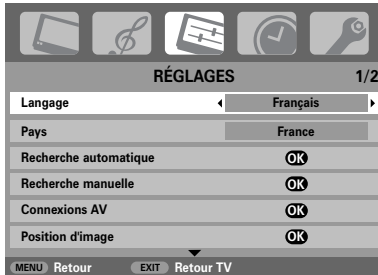 RÉGLAGES 1/2
Langage Français
Pays France
Recherche automatique OK
Recherche manuelle OK
Connexions AV OK
Position d'image OK
MENU Retour EXIT Retour TV